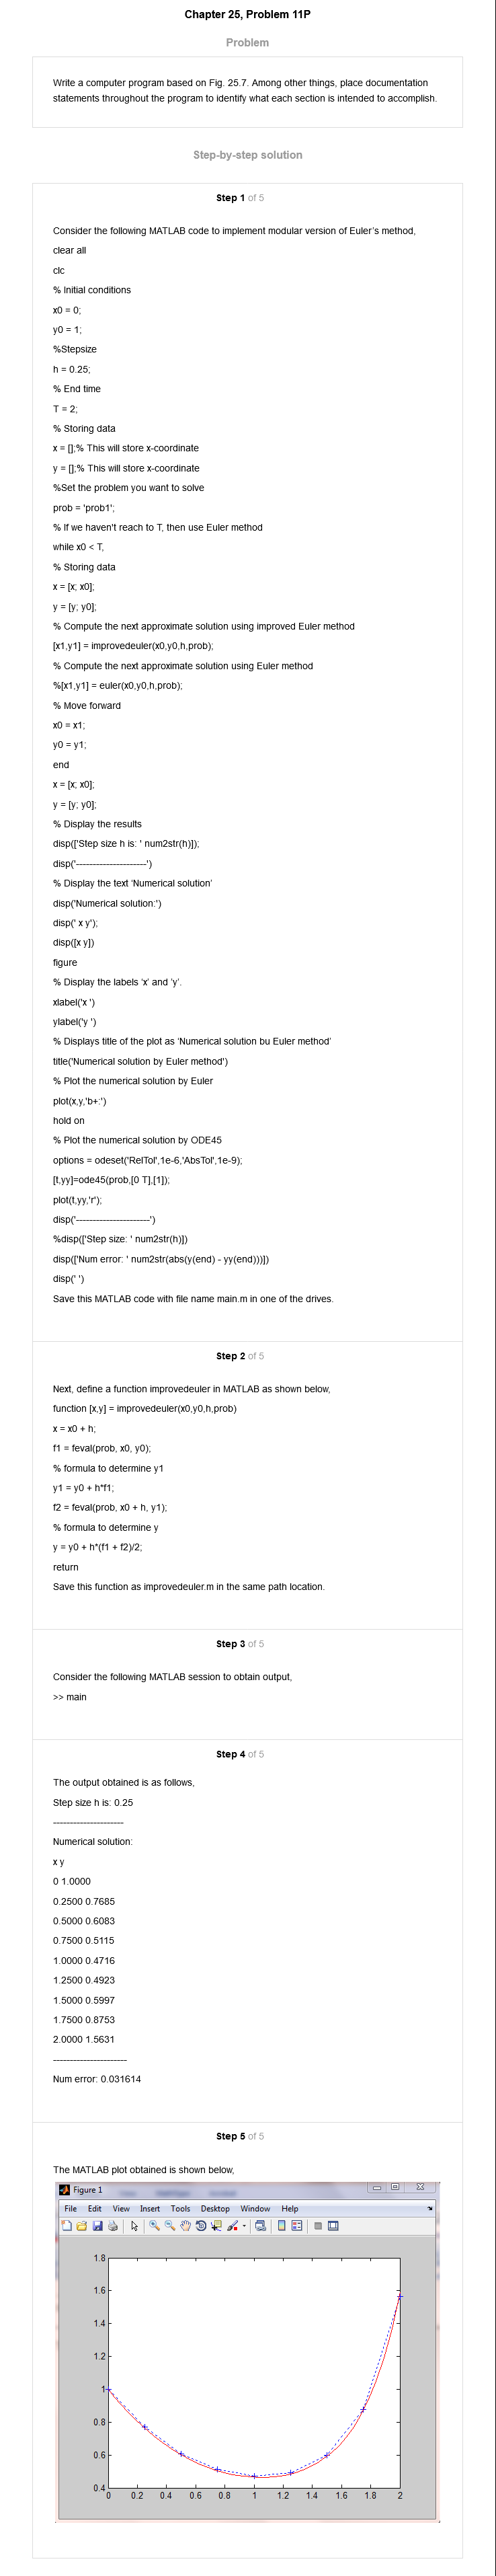 Chapter 25, Problem 11P
Problem
Write a computer program based on Fig. 25.7. Among other things, place documentation
statements throughout the program to identify what each section is intended to accomplish.
Step-by-step solution
Step 1 of 5
Consider the following MATLAB code to implement modular version of Euler's method,
clear all
clc
% Initial conditions
x0 = 0;
y0 = 1;
%Stepsize
h = 0.25;
% End time
T = 2;
% Storing data
x = [];% This will store x-coordinate
y = [];% This will store x-coordinate
%Set the problem you want to solve
prob = 'prob1';
% If we haven't reach to T, then use Euler method
while x0 < T,
% Storing data
x = [x; x0];
y = [y; y0];
% Compute the next approximate solution using improved Euler method
[x1,y1] = improvedeuler(x0,y0,h,prob);
% Compute the next approximate solution using Euler method
%[x1,y1] = euler(x0,y0,h,prob);
% Move forward
x0 = x1;
y0 = y1;
end
x = [x; x0];
y = [y; y0];
% Display the results
disp(['Step size h is: ' num2str(h)]);
disp('---------------------')
% Display the text 'Numerical solution'
disp('Numerical solution:')
disp(' x y');
disp([x y])
figure
% Display the labels 'x' and 'y'.
xlabel('x ')
ylabel('y ')
% Displays title of the plot as 'Numerical solution bu Euler method'
title('Numerical solution by Euler method')
% Plot the numerical solution by Euler
plot(x,y,'b+:')
hold on
% Plot the numerical solution by ODE45
options = odeset('RelTol',1e-6,'AbsTol',1e-9);
[t,yy]=ode45(prob,[0 T],[1]);
plot(t,yy,'r');
disp('----------------------')
%disp(['Step size: ' num2str(h)])
disp(['Num error: ' num2str(abs(y(end) - yy(end)))])
disp(' ')
Save this MATLAB code with file name main.m in one of the drives.
Step 2 of 5
Next, define a function improvedeuler in MATLAB as shown below,
function [x,y] = improvedeuler(x0,y0,h,prob)
x = x0 + h;
f1 = feval(prob, x0, y0);
% formula to determine y1
y1 = y0 + h*f1;
f2 = feval(prob, x0 + h, y1);
% formula to determine y
y = y0 + h*(f1 + f2)/2;
return
Save this function as improvedeuler.m in the same path location.
Step 3 of 5
Consider the following MATLAB session to obtain output,
>> main
Step 4 of 5
The output obtained is as follows,
Step size h is: 0.25
---------------------
Numerical solution:
x y
0 1.0000
0.2500 0.7685
0.5000 0.6083
0.7500 0.5115
1.0000 0.4716
1.2500 0.4923
1.5000 0.5997
1.7500 0.8753
2.0000 1.5631
----------------------
Num error: 0.031614
Step 5 of 5
The MATLAB plot obtained is shown below,
Figure 1
File Edit View Insert Tools Desktop Window Help
1.8
1.6
1.4
1.2
1
0.8
0.6
0.4
0 0.2 0.4 0.6 0.8 1 1.2 1.4 1.6 1.8 2